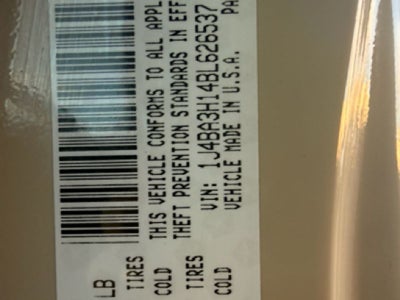 THIS VEHICLE CONFORMS TO ALL APPL
THEFT PREVENTION STANDARDS IN EFF
VIN: 1J4BA3H14BL626537
VEHICLE MADE IN U.S.A. PA
LB
TIRES
COLD
TIRES
COLD